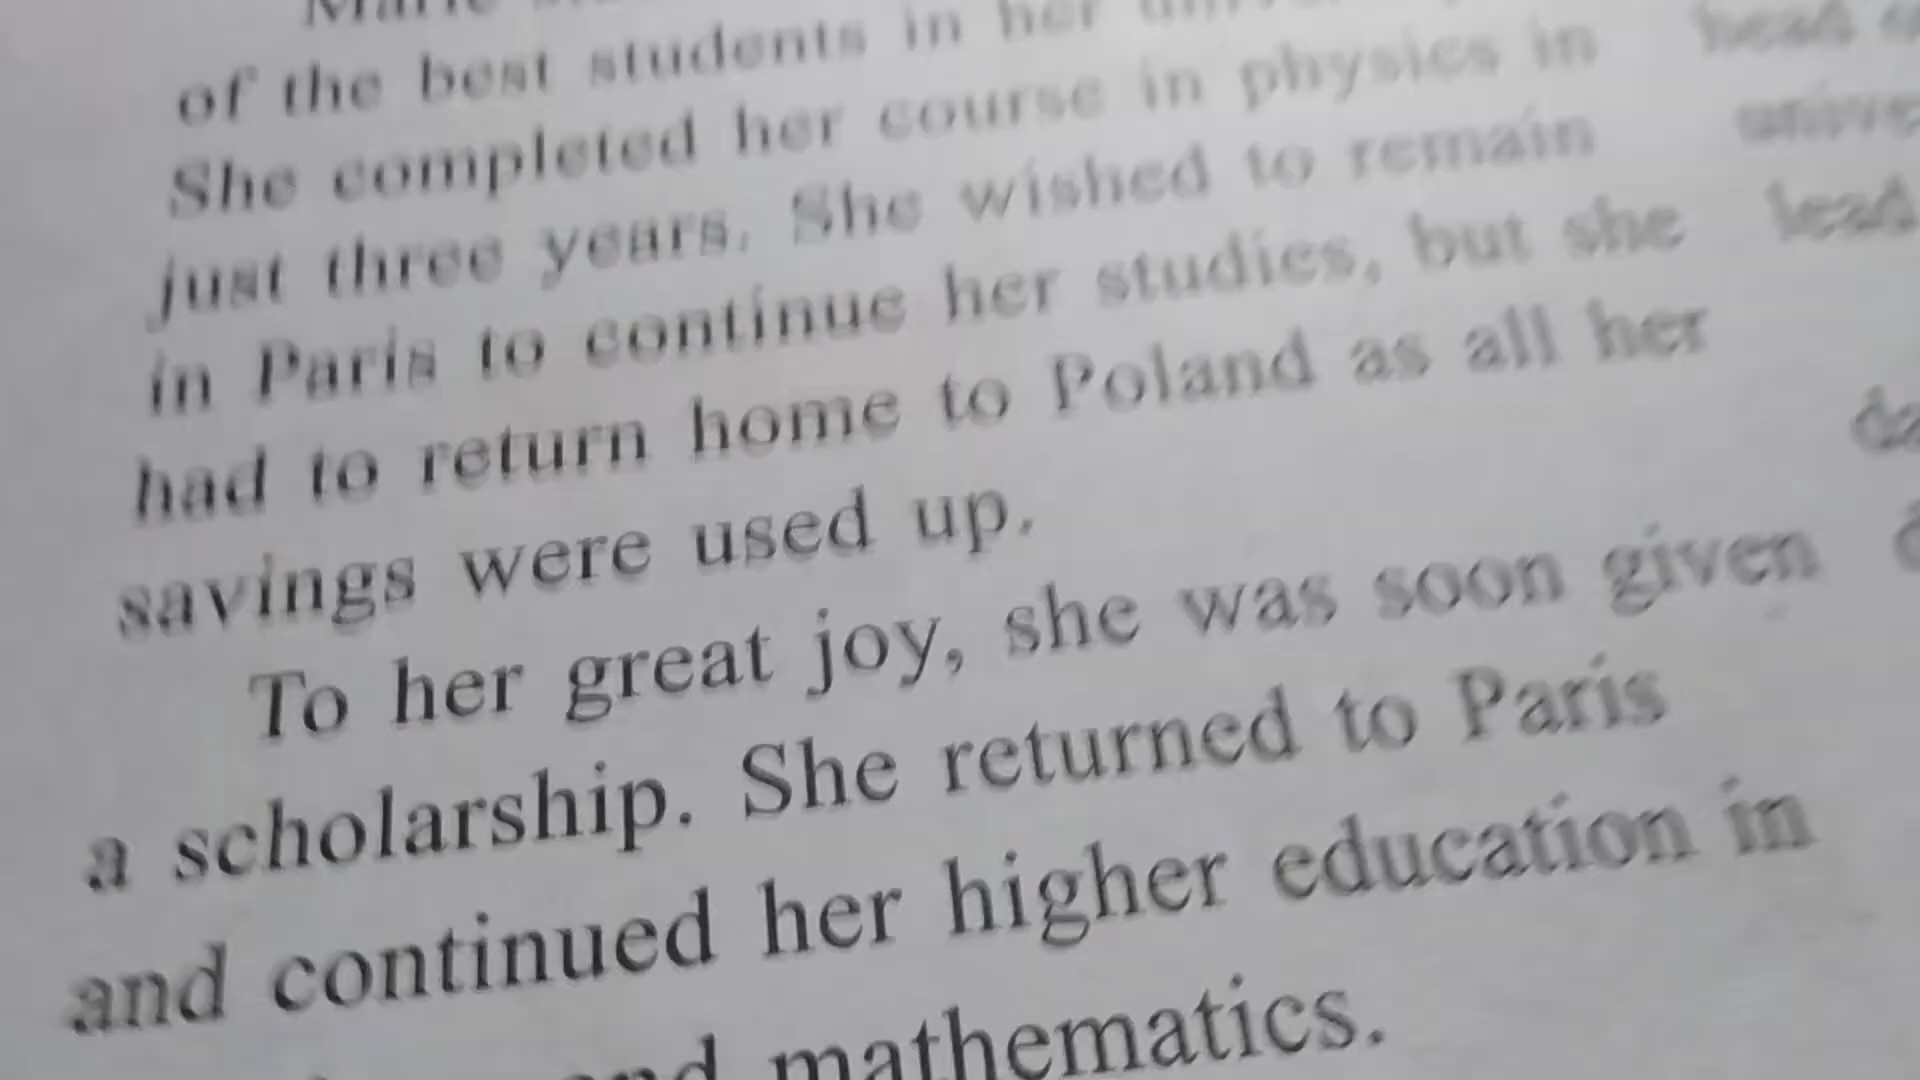 of the best students in her
She completed her course in physics in
just three years. She wished to remain
in Paris to continue her studies, but she
had to return home to Poland as all her
savings were used up.
To her great joy, she was soon given
a scholarship. She returned to Paris
and continued her higher education in
and mathematics.
head
lead